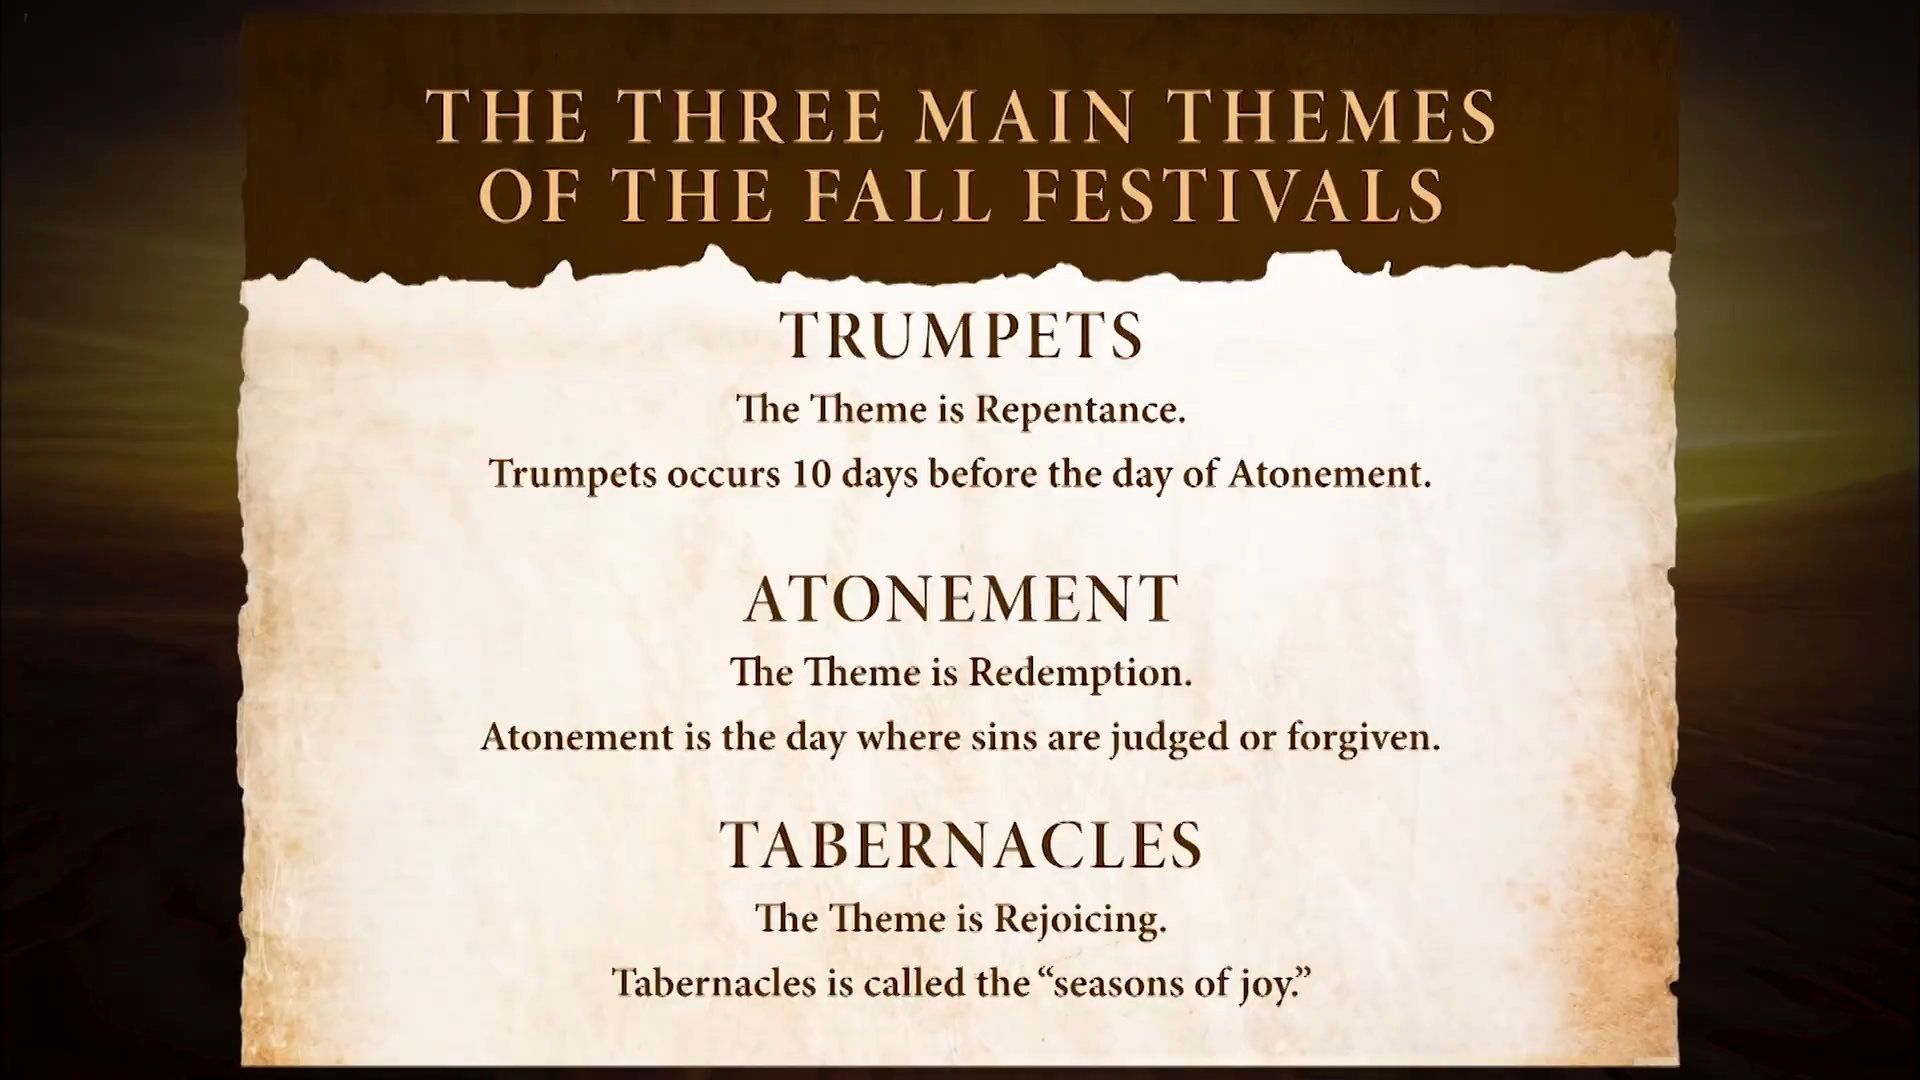 THE THREE MAIN THEMES
OF THE FALL FESTIVALS
TRUMPETS
The Theme is Repentance.
Trumpets occurs 10 days before the day of Atonement.
ATONEMENT
The Theme is Redemption.
Atonement is the day where sins are judged or forgiven.
TABERNACLES
The Theme is Rejoicing.
Tabernacles is called the “seasons of joy.”